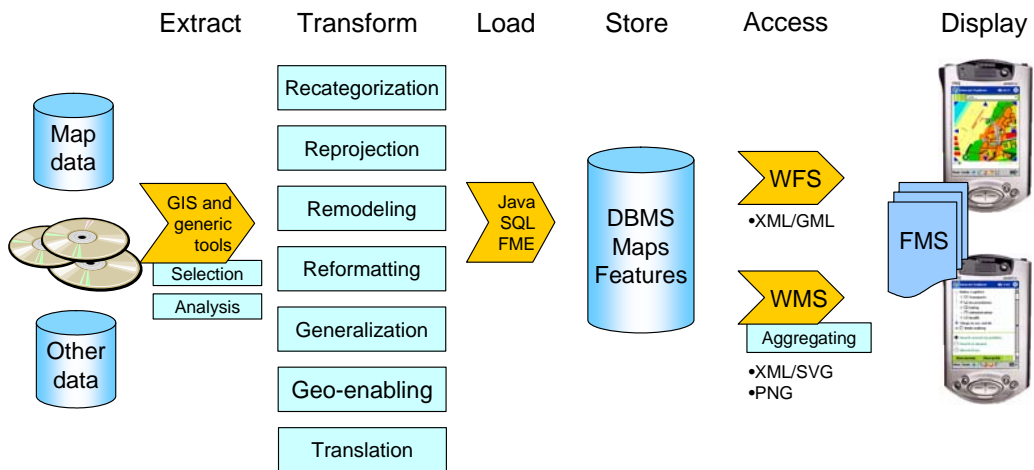 Extract
Transform
Load
Store
Access
Display
Map
data
Other
data
GIS and
generic
tools
Selection
Analysis
Recategorization
Reprojection
Remodeling
Reformatting
Generalization
Geo-enabling
Translation
Java
SQL
FME
DBMS
Maps
Features
WFS
•XML/GML
WMS
Aggregating
•XML/SVG
•PNG
FMS